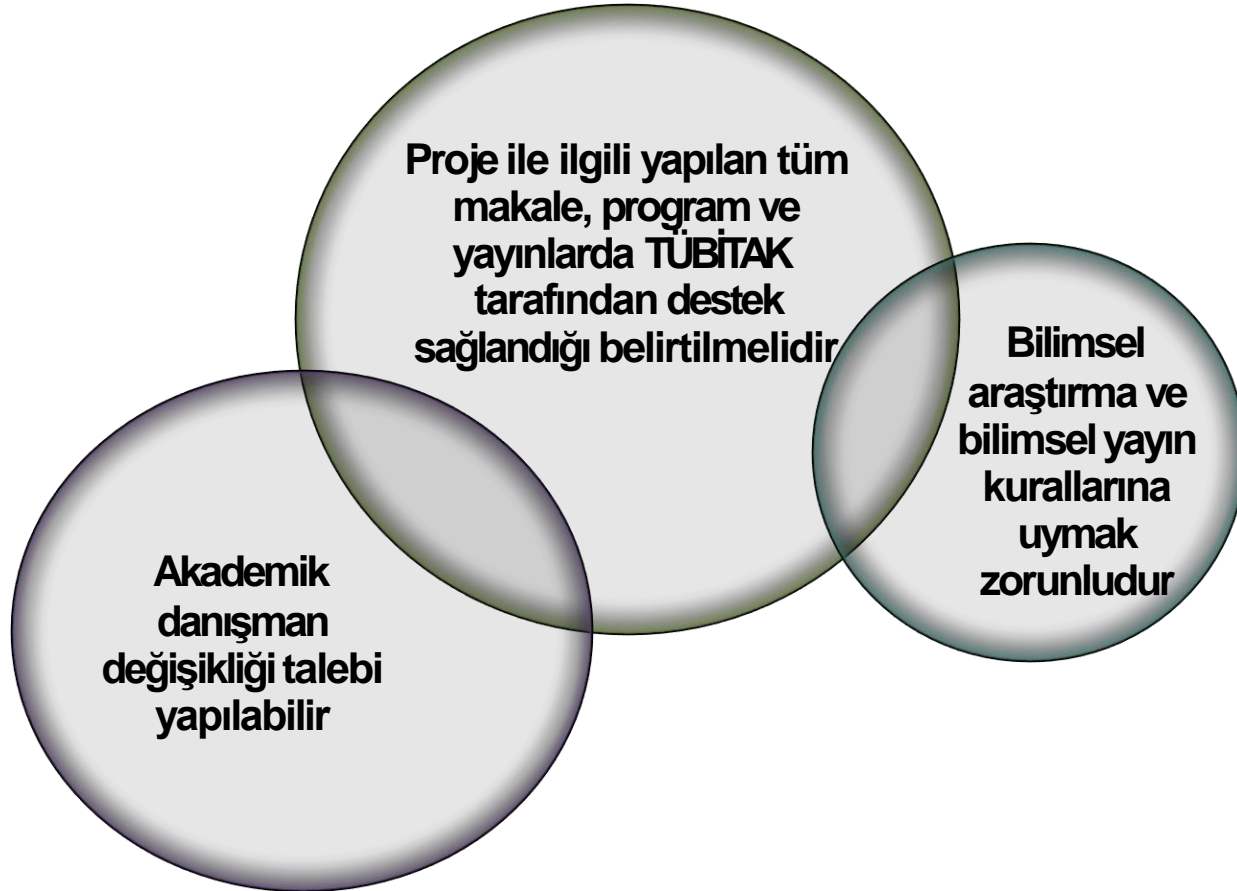 Proje ile ilgili yapılan tüm
makale, program ve
yayınlarda TÜBİTAK
tarafından destek
sağlandığı belirtilmelidir.
Bilimsel
araştırma ve
bilimsel yayın
kurallarına
uymak
zorunludur
Akademik
danışman
değişikliği talebi
yapılabilir